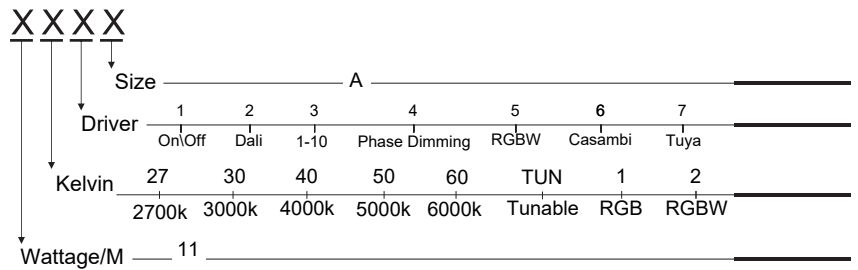 X X X X
Size A
1 2 3 4 5 6 7
Driver
On\Off Dali 1-10 Phase Dimming RGBW Casambi Tuya
27 30 40 50 60 TUN 1 2
Kelvin
2700k 3000k 4000k 5000k 6000k Tunable RGB RGBW
Wattage/M 11